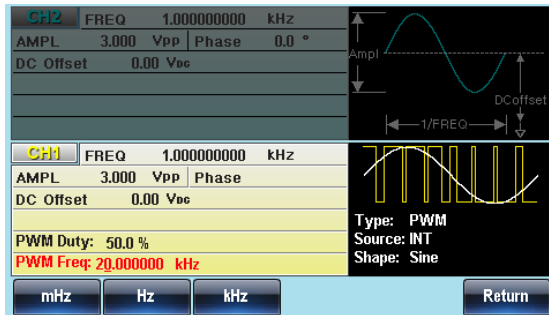 CH2 FREQ 1.000000000 kHz
AMPL 3.000 Vpp Phase 0.0 °
DC Offset 0.00 VDC
Ampl
DCoffset
1/FREQ
CH1 FREQ 1.000000000 kHz
AMPL 3.000 Vpp Phase
DC Offset 0.00 VDC
PWM Duty: 50.0 %
PWM Freq: 20.000000 kHz
Type: PWM
Source: INT
Shape: Sine
mHz Hz kHz Return